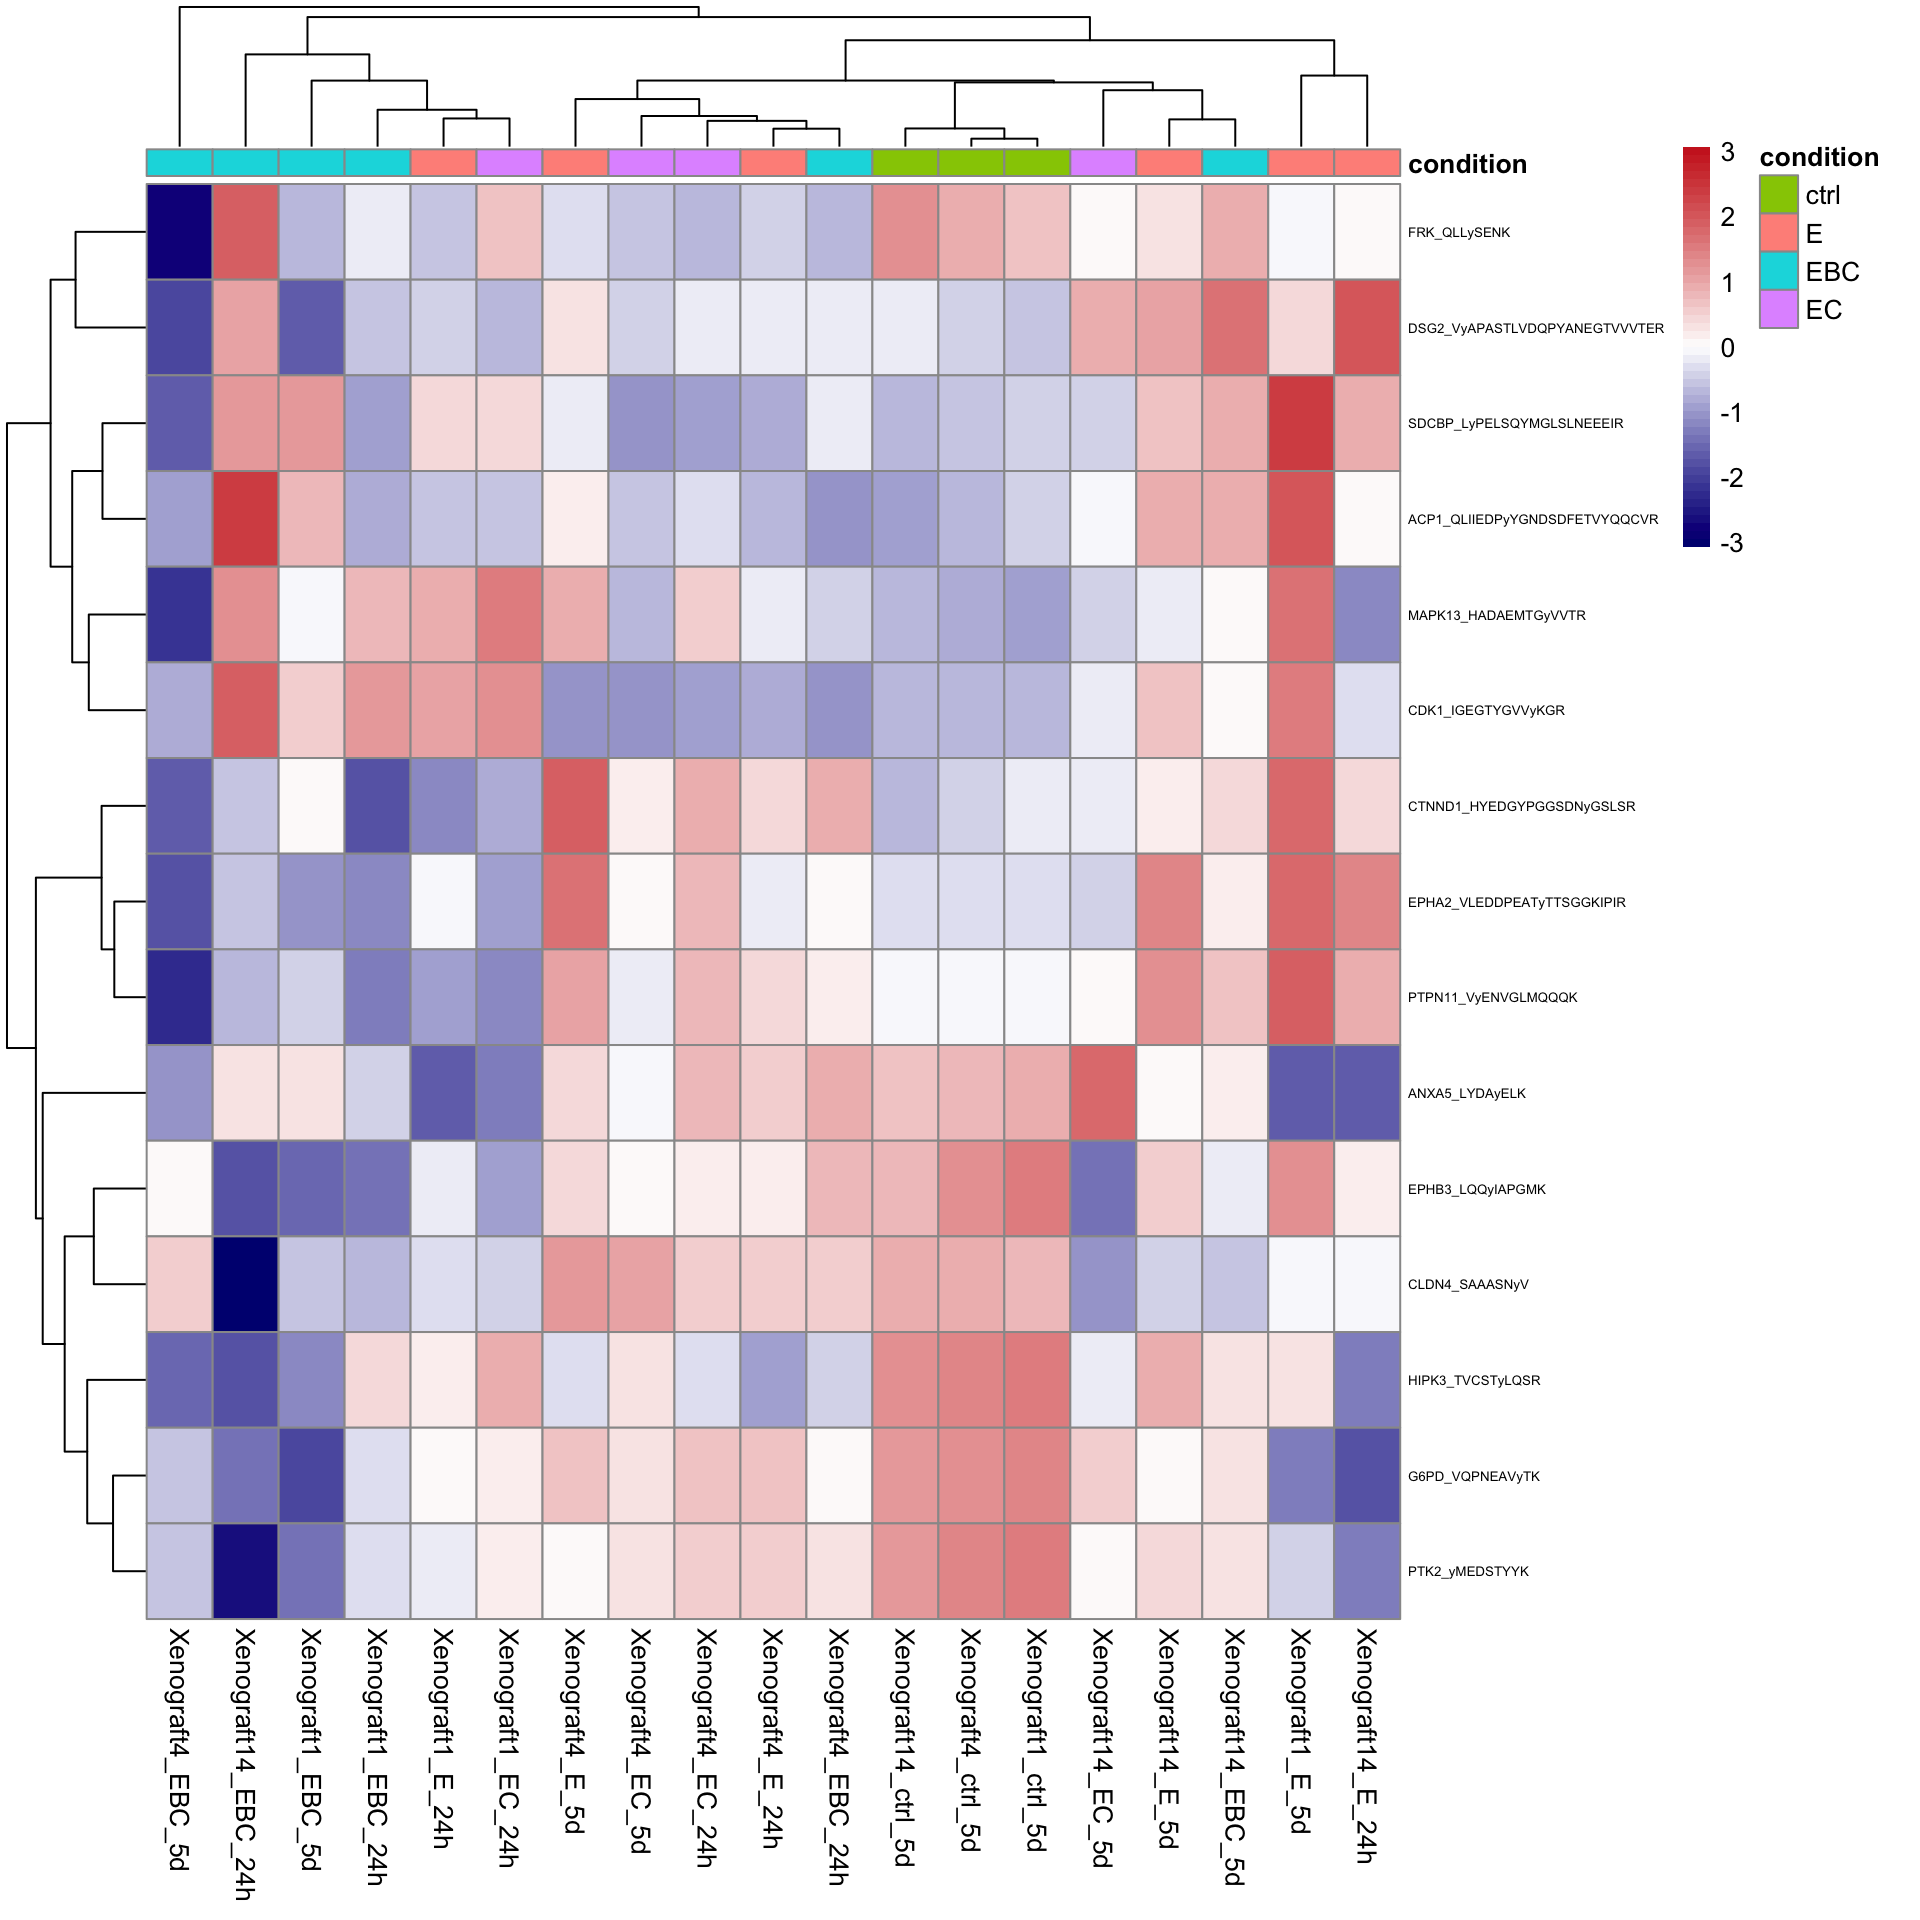 condition
FRK_QLLySENK
DSG2_VyAPASTLVDQPYANEGTVVVTER
SDCBP_LyPELSQYMGLSLNEEEIR
ACP1_QLIIEDPyYGNDSDFETVYQQCVR
MAPK13_HADAEMTGyVVTR
CDK1_IGEGTYGVVyKGR
CTNND1_HYEDGYPGGSDNyGSLSR
EPHA2_VLEDDPEATyTTSGGKIPIR
PTPN11_VyENVGLMQQQK
ANXA5_LYDAyELK
EPHB3_LQQyIAPGMK
CLDN4_SAAASNyV
HIPK3_TVCSTyLQSR
G6PD_VQPNEAVyTK
PTK2_yMEDSTYYK
Xenograft4_EBC_5d
Xenograft14_EBC_24h
Xenograft1_EBC_5d
Xenograft1_EBC_24h
Xenograft1_E_24h
Xenograft1_EC_24h
Xenograft4_E_5d
Xenograft4_EC_5d
Xenograft4_EC_24h
Xenograft4_E_24h
Xenograft4_EBC_24h
Xenograft14_ctrl_5d
Xenograft4_ctrl_5d
Xenograft1_ctrl_5d
Xenograft14_EC_5d
Xenograft14_E_5d
Xenograft14_EBC_5d
Xenograft1_E_5d
Xenograft14_E_24h
3
2
1
0
-1
-2
-3
condition
ctrl
E
EBC
EC